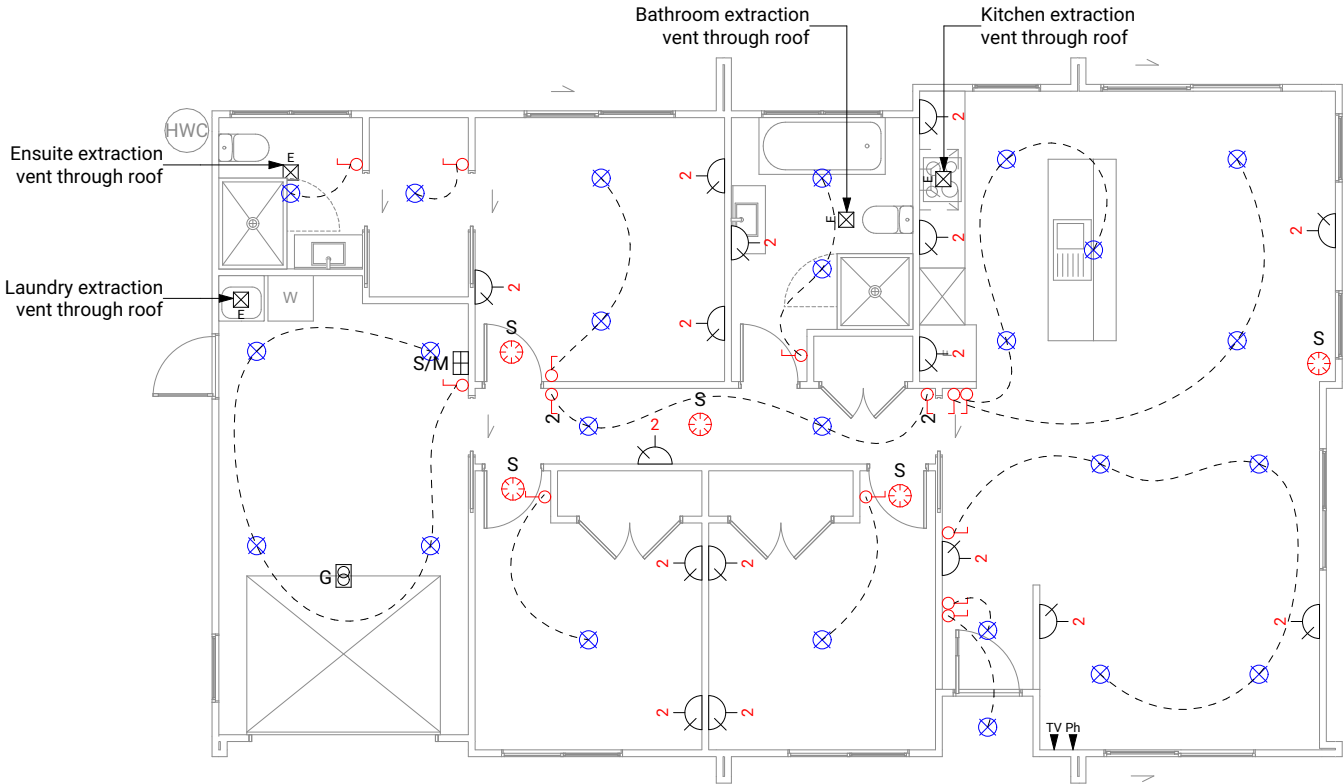 Bathroom extraction
vent through roof
Kitchen extraction
vent through roof
HWC
Ensuite extraction
vent through roof
E
2
E
2
2
E
2
2
2
Laundry extraction
vent through roof
E
W
2
2
S
S/M
2
S
2
S
2
2
S
S
2
2
2
G
2
2
2
2
2
TV Ph